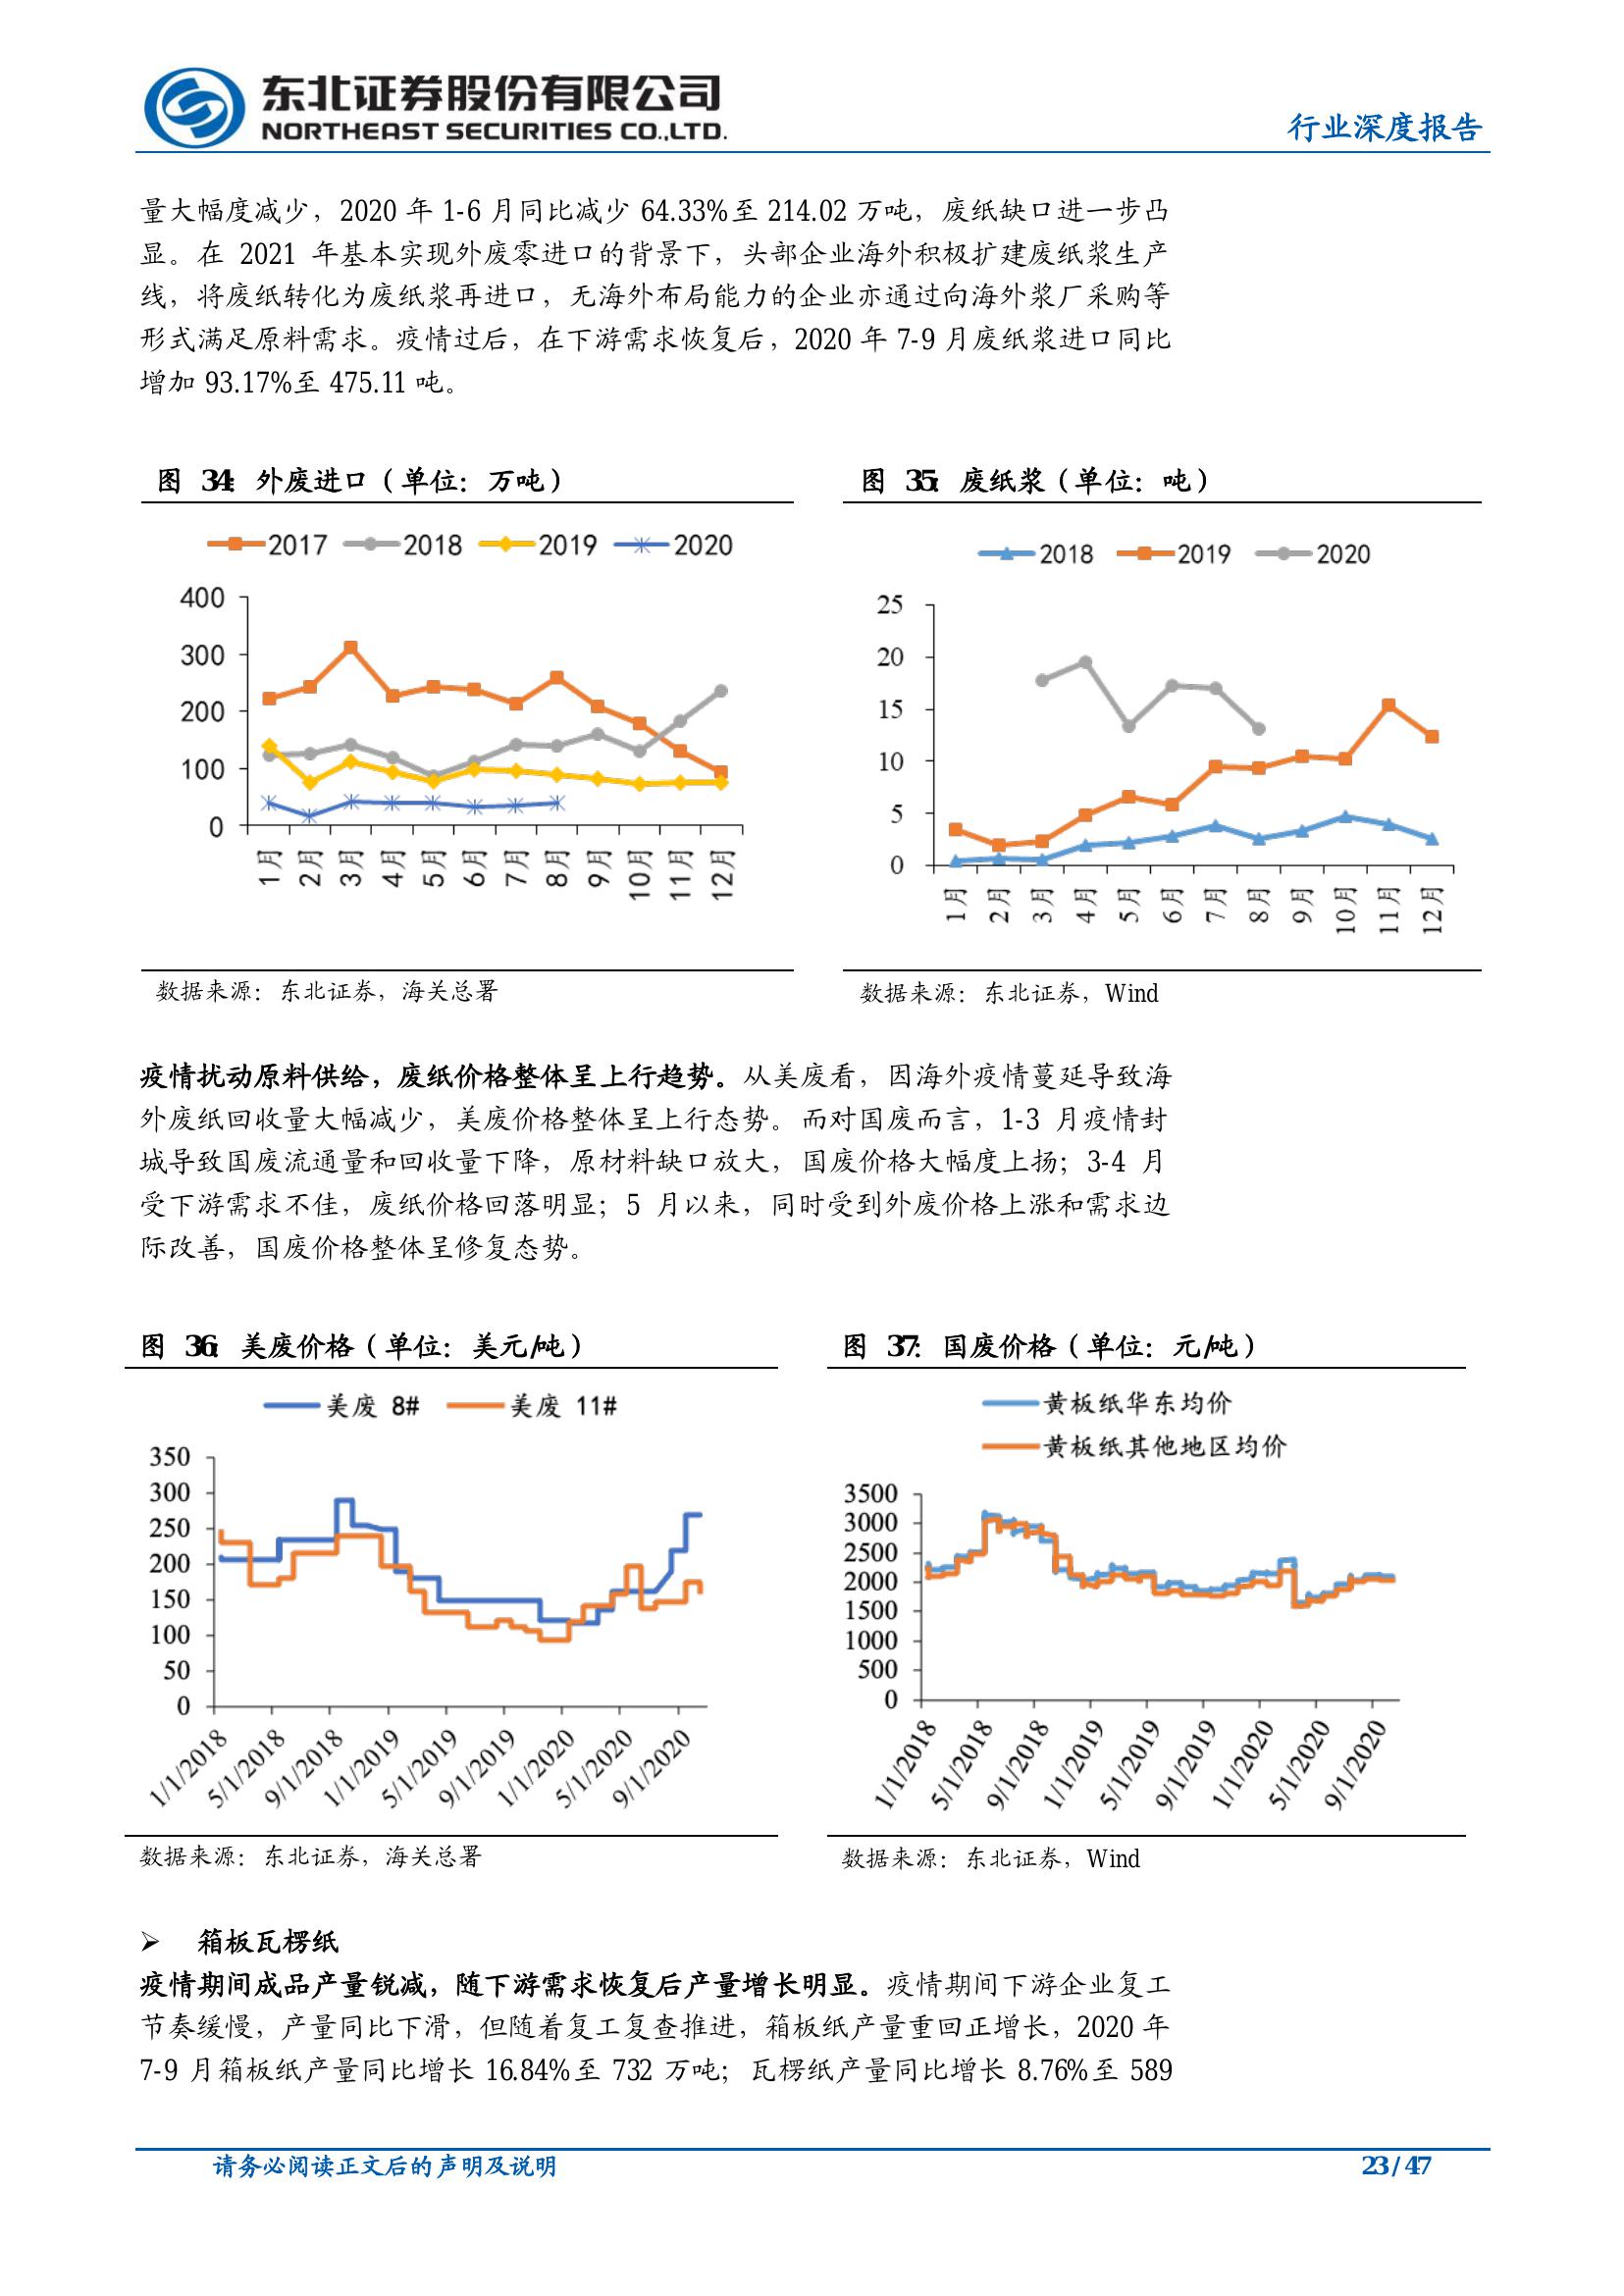 东北证券股份有限公司
NORTHEAST SECURITIES CO.,LTD.
行业深度报告
量大幅度减少，2020 年 1-6 月同比减少 64.33%至 214.02 万吨，废纸缺口进一步凸
显。在 2021 年基本实现外废零进口的背景下，头部企业海外积极扩建废纸浆生产
线，将废纸转化为废纸浆再进口，无海外布局能力的企业亦通过向海外浆厂采购等
形式满足原料需求。疫情过后，在下游需求恢复后，2020 年 7-9 月废纸浆进口同比
增加 93.17%至 475.11 吨。
图 34：外废进口（单位：万吨）
2017 2018 2019 2020
400
300
200
100
0
1月 2月 3月 4月 5月 6月 7月 8月 9月 10月 11月 12月
数据来源：东北证券，海关总署
图 35：废纸浆（单位：吨）
2018 2019 2020
25
20
15
10
5
0
1月 2月 3月 4月 5月 6月 7月 8月 9月 10月 11月 12月
数据来源：东北证券，Wind
疫情扰动原料供给，废纸价格整体呈上行趋势。从美废看，因海外疫情蔓延导致海
外废纸回收量大幅减少，美废价格整体呈上行态势。而对国废而言，1-3 月疫情封
城导致国废流通量和回收量下降，原材料缺口放大，国废价格大幅度上扬；3-4 月
受下游需求不佳，废纸价格回落明显；5 月以来，同时受到外废价格上涨和需求边
际改善，国废价格整体呈修复态势。
图 36：美废价格（单位：美元/吨）
美废 8# 美废 11#
350
300
250
200
150
100
50
0
1/1/2018 5/1/2018 9/1/2018 1/1/2019 5/1/2019 9/1/2019 1/1/2020 5/1/2020 9/1/2020
数据来源：东北证券，海关总署
图 37：国废价格（单位：元/吨）
黄板纸华东均价
黄板纸其他地区均价
3500
3000
2500
2000
1500
1000
500
0
1/1/2018 5/1/2018 9/1/2018 1/1/2019 5/1/2019 9/1/2019 1/1/2020 5/1/2020 9/1/2020
数据来源：东北证券，Wind
➢ 箱板瓦楞纸
疫情期间成品产量锐减，随下游需求恢复后产量增长明显。疫情期间下游企业复工
节奏缓慢，产量同比下滑，但随着复工复查推进，箱板纸产量重回正增长，2020 年
7-9 月箱板纸产量同比增长 16.84%至 732 万吨；瓦楞纸产量同比增长 8.76%至 589
请务必阅读正文后的声明及说明
23 / 47